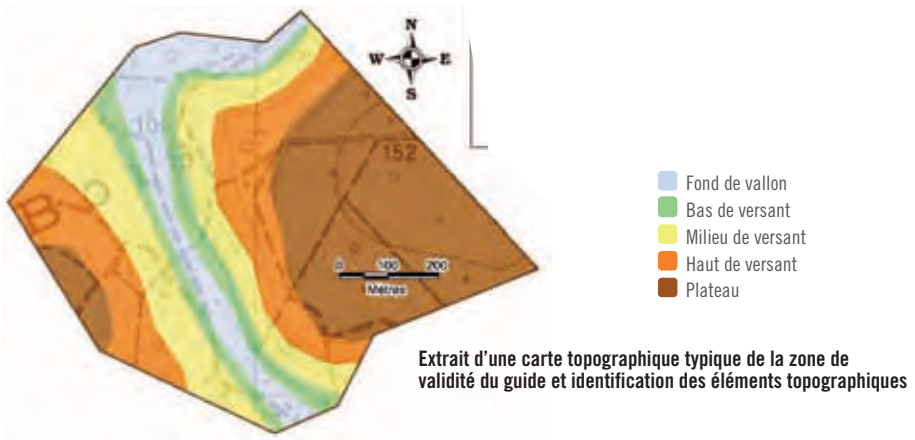 N
W E
S
10
152
B O
0 100 200
Mètres
Fond de vallon
Bas de versant
Milieu de versant
Haut de versant
Plateau
Extrait d'une carte topographique typique de la zone de
validité du guide et identification des éléments topographiques